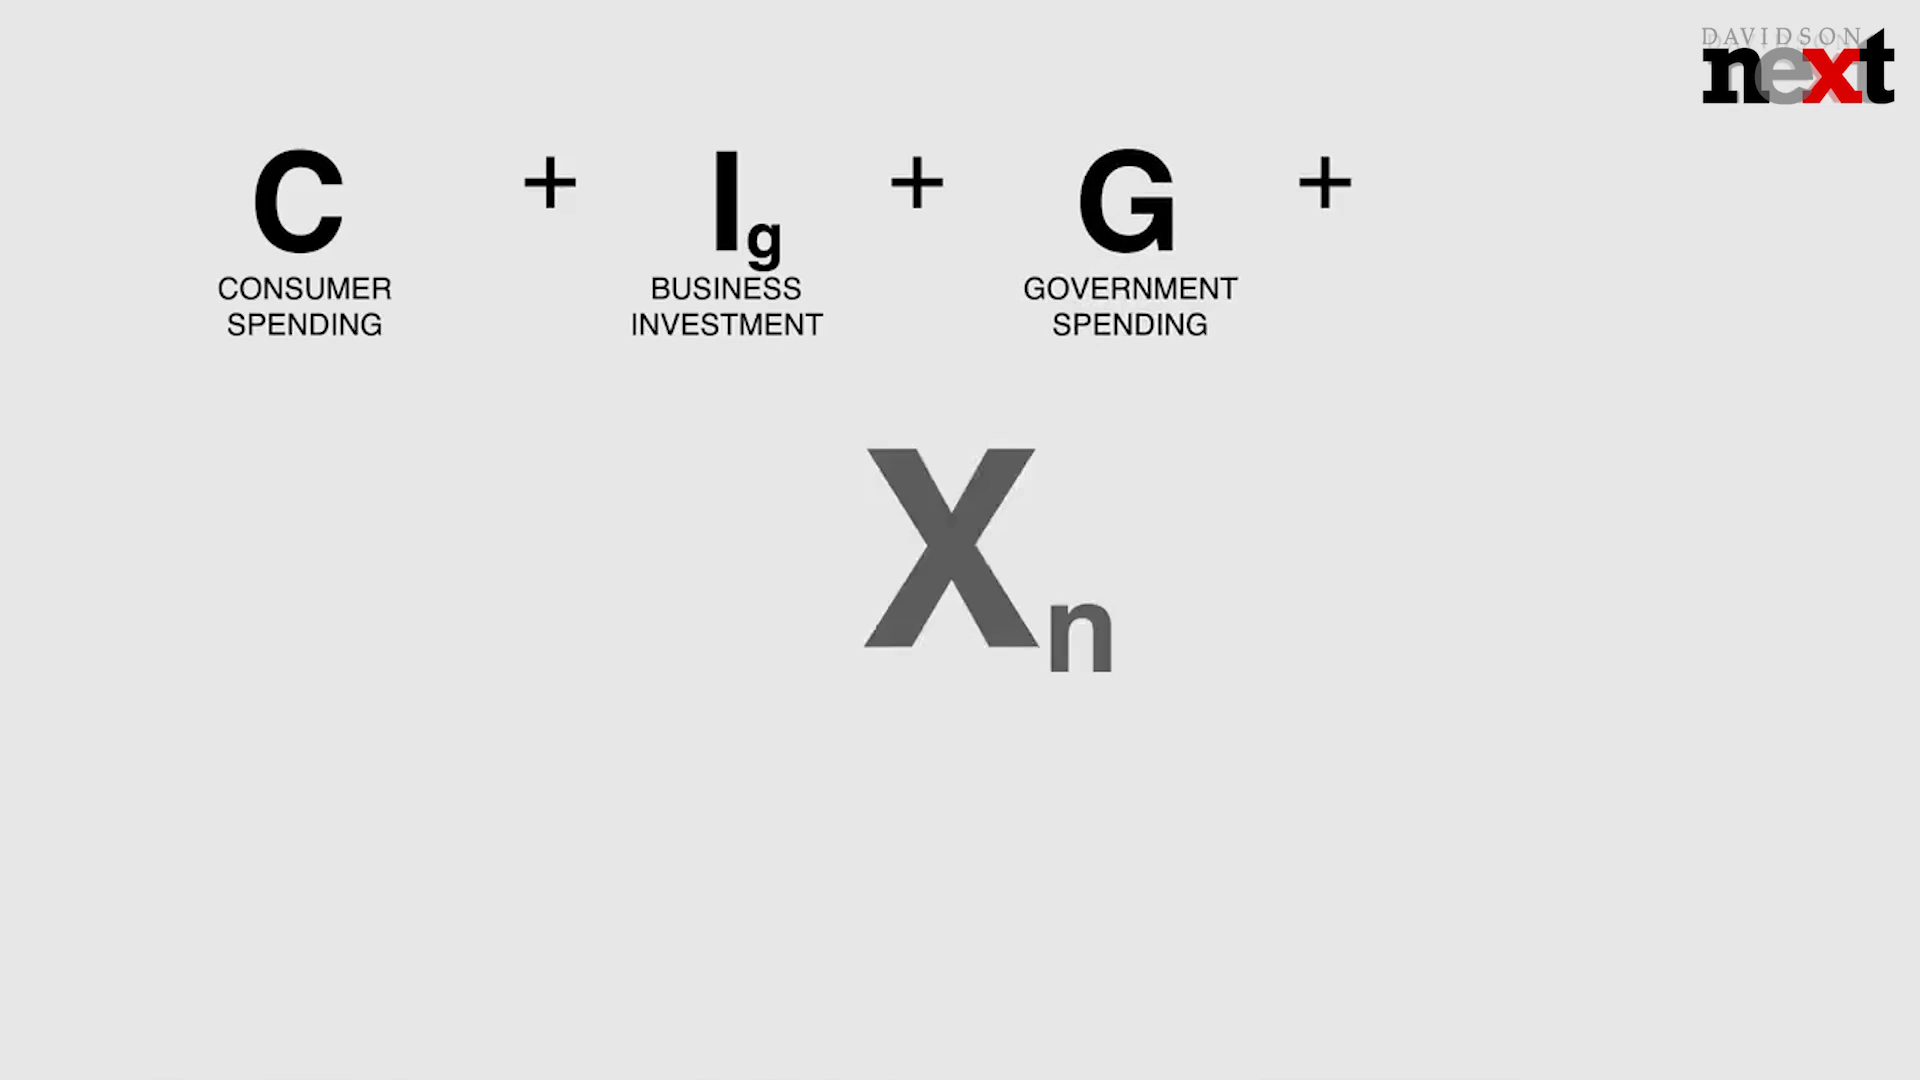 DAVIDSON
next
C + Ig + G +
CONSUMER SPENDING
BUSINESS INVESTMENT
GOVERNMENT SPENDING
Xn